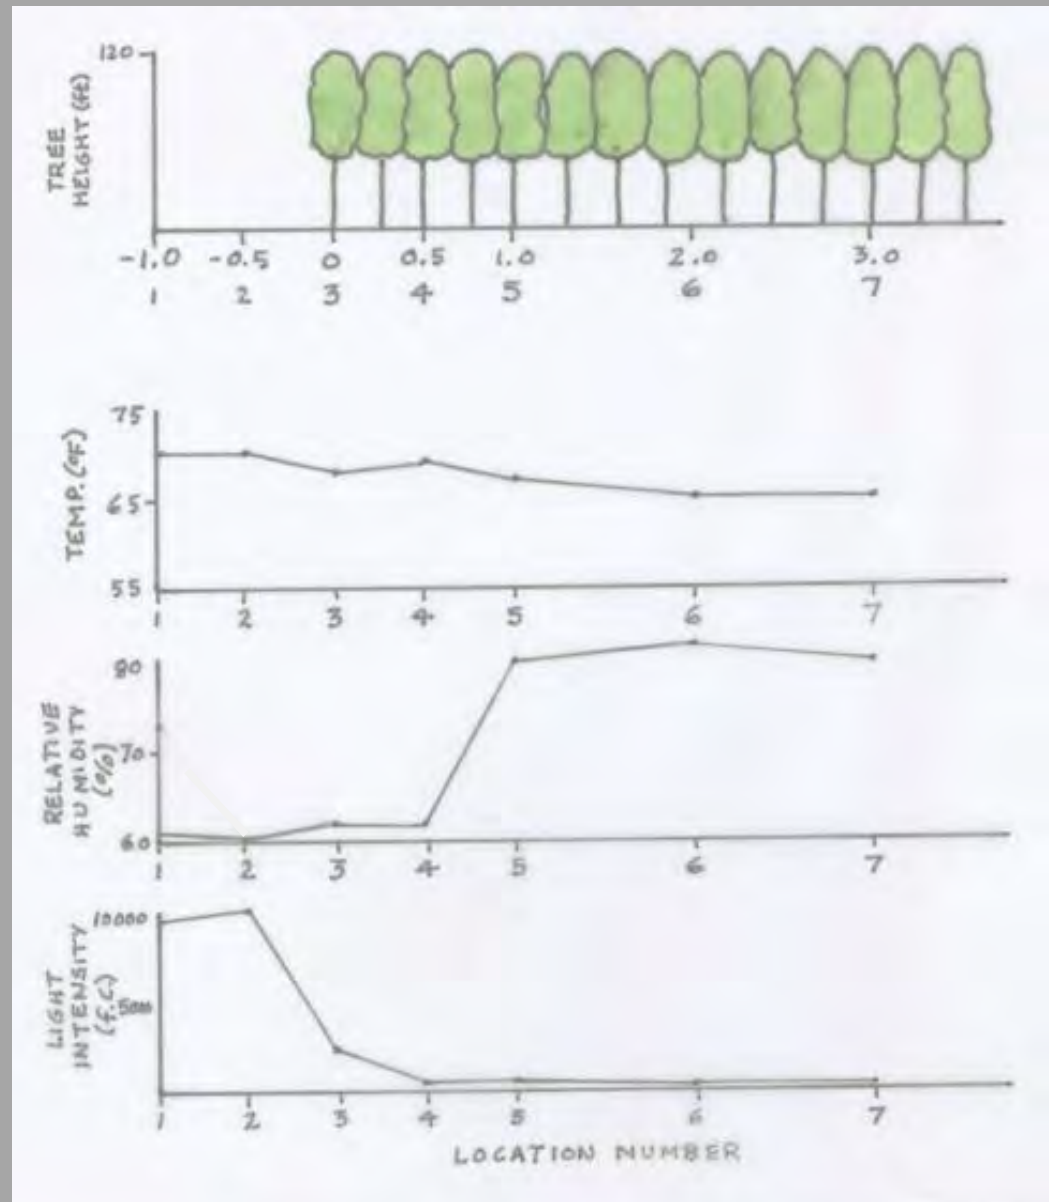 120
TREE
HEIGHT (ft)
-1.0 -0.5 0 0.5 1.0 2.0 3.0
1 2 3 4 5 6 7
75
TEMP. (°F)
65
55
1 2 3 4 5 6 7
80
RELATIVE
HUMIDITY
(%)
70
60
1 2 3 4 5 6 7
10000
LIGHT
INTENSITY
(f.c.)
5000
1 2 3 4 5 6 7
LOCATION NUMBER